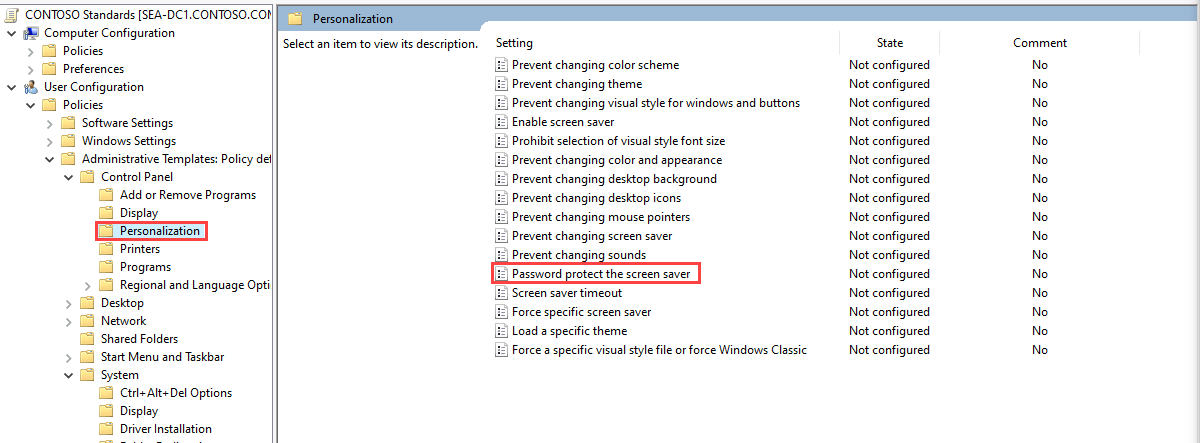 CONTOSO Standards [SEA-DC1.CONTOSO.COM
Computer Configuration
Policies
Preferences
User Configuration
Policies
Software Settings
Windows Settings
Administrative Templates: Policy def
Control Panel
Add or Remove Programs
Display
Personalization
Printers
Programs
Regional and Language Opti
Desktop
Network
Shared Folders
Start Menu and Taskbar
System
Ctrl+Alt+Del Options
Display
Driver Installation
Personalization
Select an item to view its description.
Setting State Comment
Prevent changing color scheme Not configured No
Prevent changing theme Not configured No
Prevent changing visual style for windows and buttons Not configured No
Enable screen saver Not configured No
Prohibit selection of visual style font size Not configured No
Prevent changing color and appearance Not configured No
Prevent changing desktop background Not configured No
Prevent changing desktop icons Not configured No
Prevent changing mouse pointers Not configured No
Prevent changing screen saver Not configured No
Prevent changing sounds Not configured No
Password protect the screen saver Not configured No
Screen saver timeout Not configured No
Force specific screen saver Not configured No
Load a specific theme Not configured No
Force a specific visual style file or force Windows Classic Not configured No